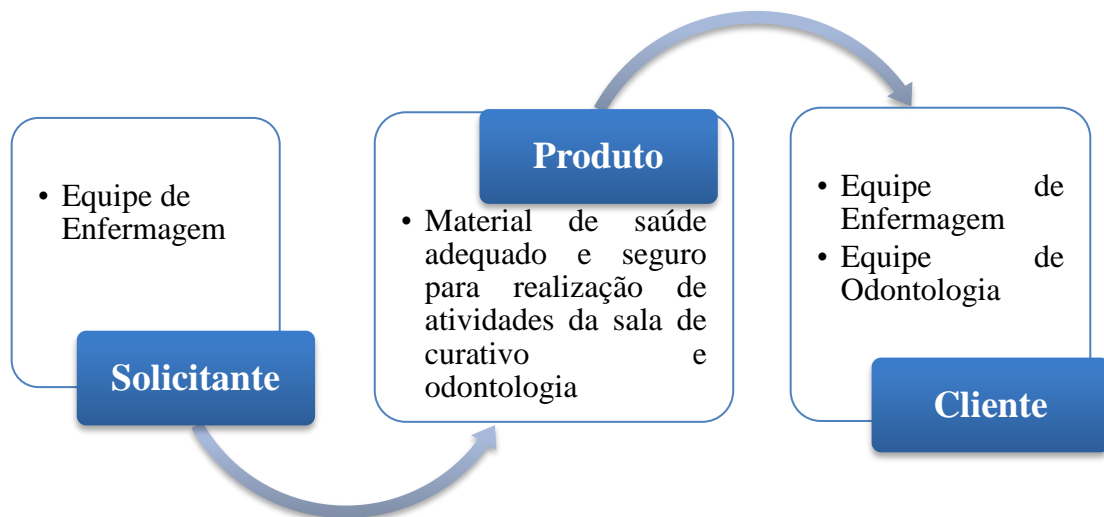 • Equipe de
Enfermagem
Solicitante
Produto
• Material de saúde
adequado e seguro
para realização de
atividades da sala de
curativo e
odontologia
• Equipe de
Enfermagem
• Equipe de
Odontologia
Cliente